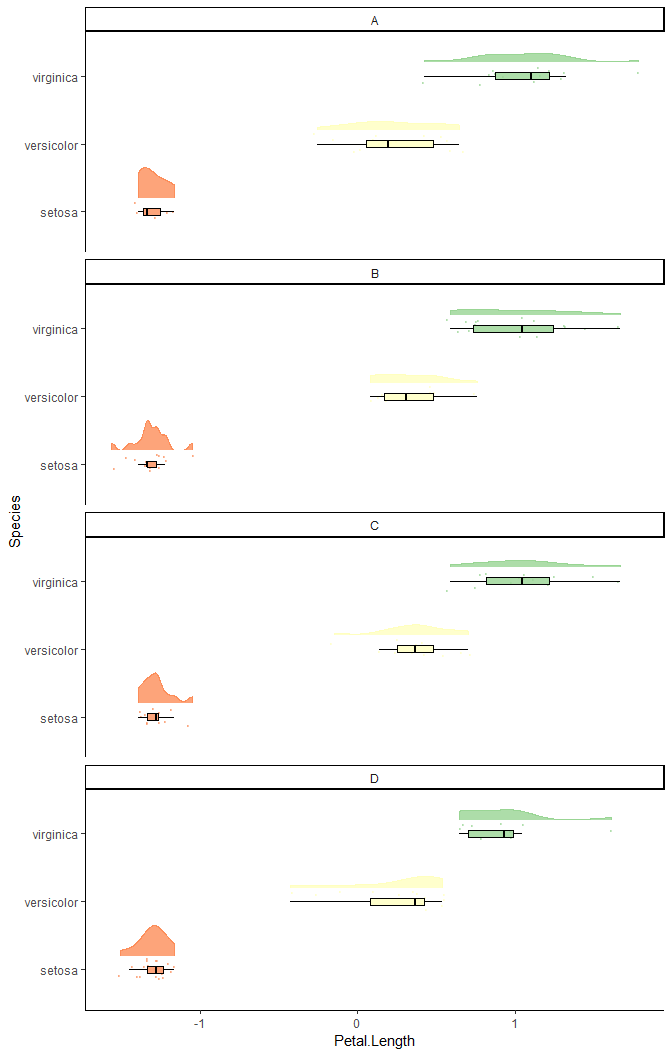 A
virginica
versicolor
setosa
B
virginica
versicolor
setosa
Species
C
virginica
versicolor
setosa
D
virginica
versicolor
setosa
-1 0 1
Petal.Length